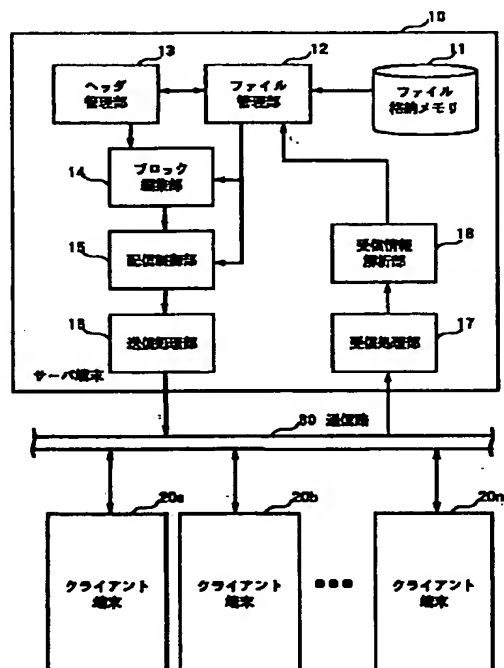 10
13
12
11
ヘッダ
管理部
ファイル
管理部
ファイル
格納メモリ
14
ブロック
編集部
15
配信制御部
18
受信情報
解析部
16
送信処理部
17
受信処理部
サーバ端末
30 通信路
20a
20b
20n
クライアント
端末
クライアント
端末
クライアント
端末